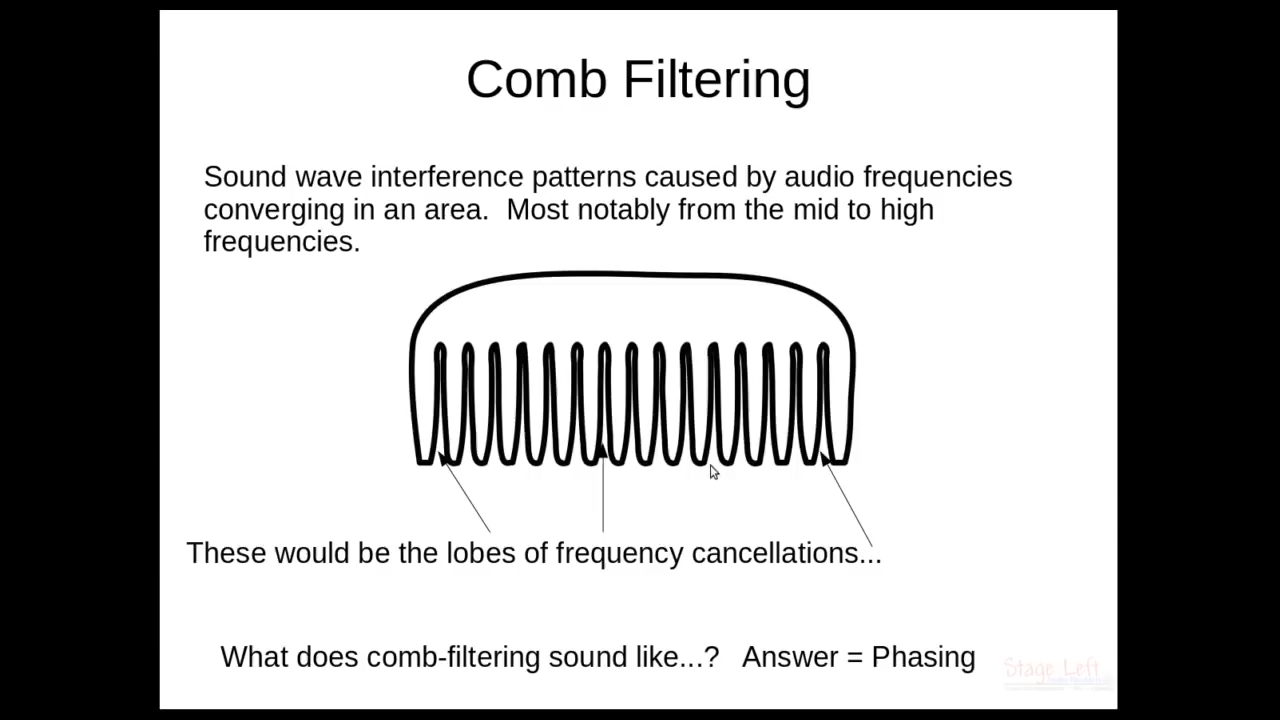 Comb Filtering
Sound wave interference patterns caused by audio frequencies
converging in an area.  Most notably from the mid to high
frequencies.
These would be the lobes of frequency cancellations...
What does comb-filtering sound like...?   Answer = Phasing
Stage Left